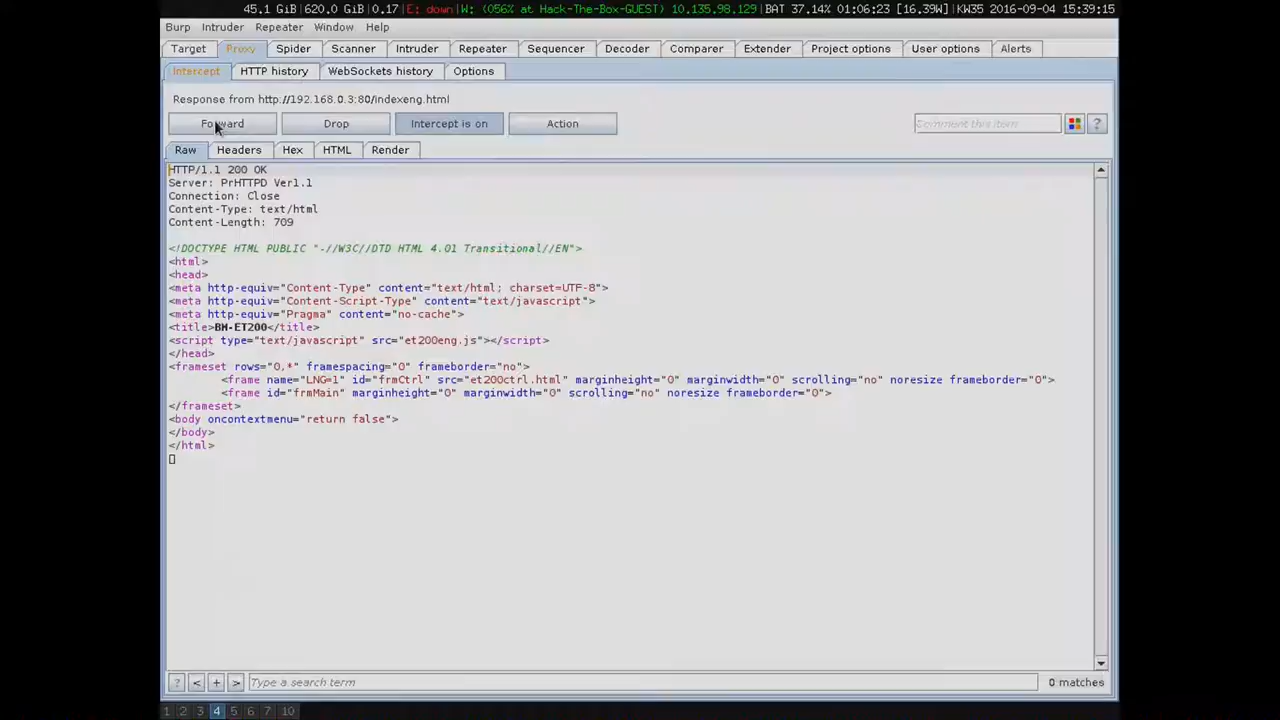 45.1 GiB|620.0 GiB|0.17|E: down|W: (056% at Hack-The-Box-GUEST) 10.135.98.129|BAT 37.14% 01:06:23 [16.39W]|KW35 2016-09-04 15:39:15
Burp Intruder Repeater Window Help
Target Proxy Spider Scanner Intruder Repeater Sequencer Decoder Comparer Extender Project options User options Alerts
Intercept HTTP history WebSockets history Options
Response from http://192.168.0.3:80/indexeng.html
Forward Drop Intercept is on Action Comment this item ?
Raw Headers Hex HTML Render
HTTP/1.1 200 OK
Server: PrHTTPD Ver1.1
Connection: Close
Content-Type: text/html
Content-Length: 709
<!DOCTYPE HTML PUBLIC "-//W3C//DTD HTML 4.01 Transitional//EN">
<html>
<head>
<meta http-equiv="Content-Type" content="text/html; charset=UTF-8">
<meta http-equiv="Content-Script-Type" content="text/javascript">
<meta http-equiv="Pragma" content="no-cache">
<title>BM-ET200</title>
<script type="text/javascript" src="et200eng.js"></script>
</head>
<frameset rows="0,*" framespacing="0" frameborder="no">
<frame name="LNG=1" id="frmCtrl" src="et200ctrl.html" marginheight="0" marginwidth="0" scrolling="no" noresize frameborder="0">
<frame id="frmMain" marginheight="0" marginwidth="0" scrolling="no" noresize frameborder="0">
</frameset>
<body oncontextmenu="return false">
</body>
</html>
? < + > Type a search term 0 matches
1 2 3 4 5 6 7 8 10